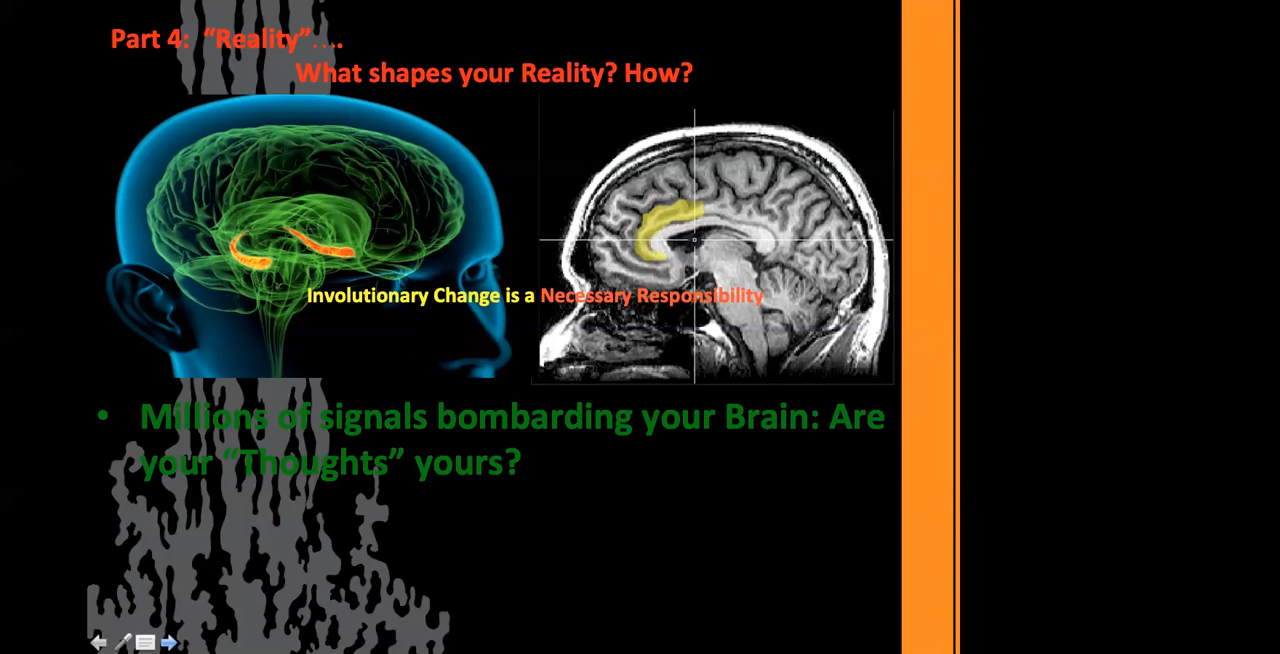 Part 4:  “Reality”….
What shapes your Reality? How?
Involutionary Change is a Necessary Responsibility
• Millions of signals bombarding your Brain: Are
your “Thoughts” yours?